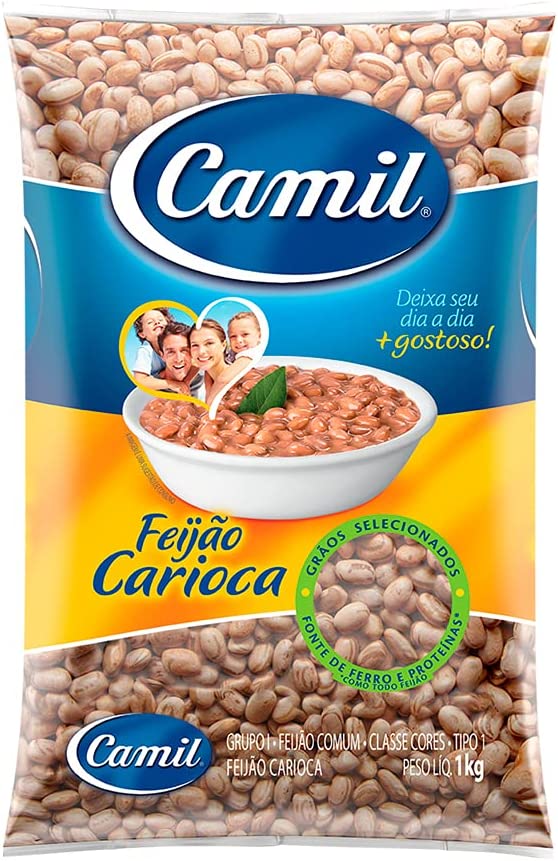 Camil®
Deixa seu
dia a dia
+gostoso!
Feijão
Carioca
GRÃOS SELECIONADOS
FONTE DE FERRO E PROTEÍNAS*
*COMO TODO FEIJÃO
Camil®
GRUPO I • FEIJÃO COMUM • CLASSE CORES • TIPO 1
FEIJÃO CARIOCA PESO LÍQ. 1kg